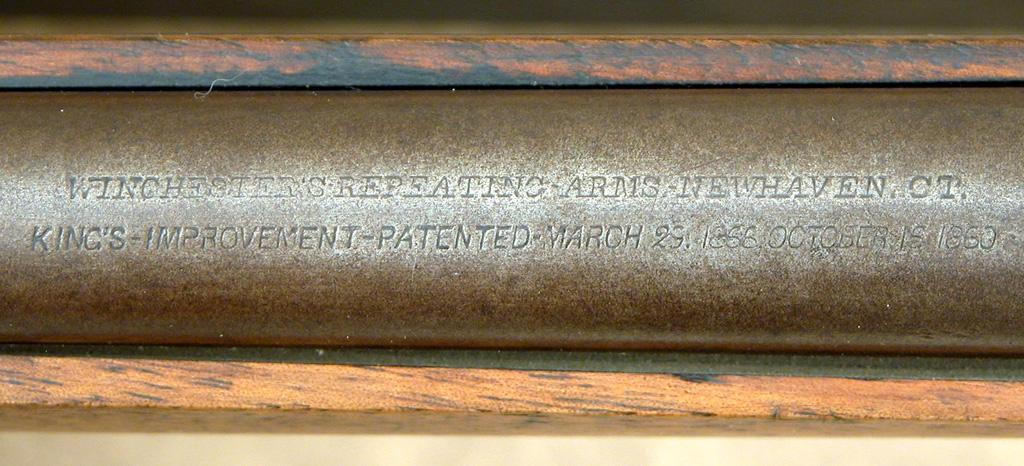 WINCHESTER'S-REPEATING-ARMS-NEW HAVEN. CT.
KING'S-IMPROVEMENT-PATENTED-MARCH 29. 1866. OCTOBER 16 1860